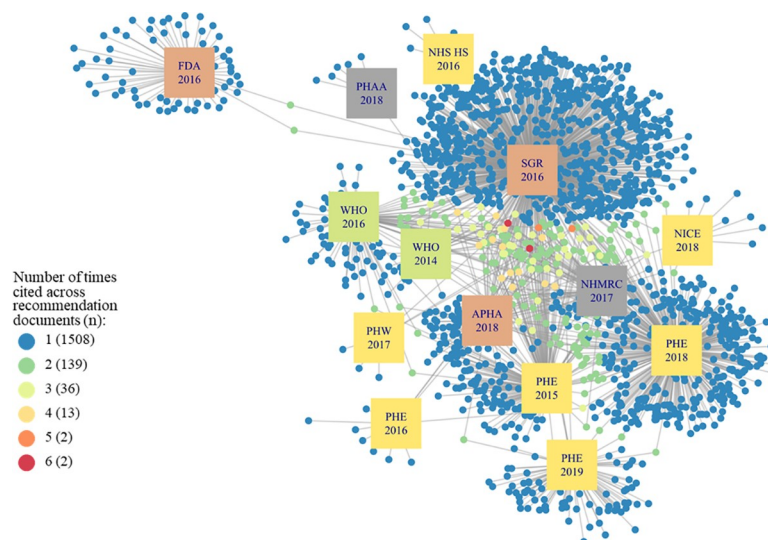 FDA
2016
NHS HS
2016
PHAA
2018
SGR
2016
WHO
2016
WHO
2014
NICE
2018
NHMRC
2017
APHA
2018
PHW
2017
PHE
2018
PHE
2015
PHE
2016
PHE
2019
Number of times
cited across
recommendation
documents (n):
1 (1508)
2 (139)
3 (36)
4 (13)
5 (2)
6 (2)